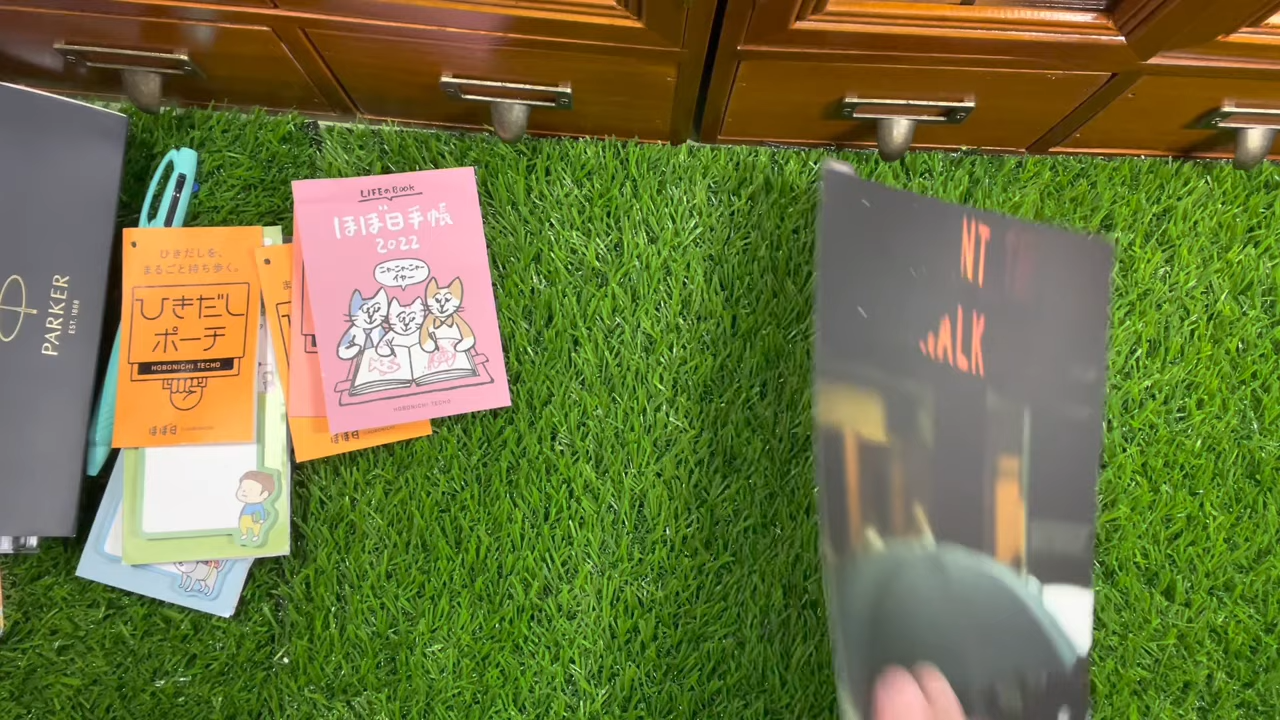 PARKER
EST. 1888
ひきだしを、
まるごと持ち歩く。
ひきだし
ポーチ
HOBONICHI TECHO
ほぼ日
LIFEのBOOK
ほぼ日手帳
2022
ニャーニャーニャー
イヤー
HOBONICHI TECHO
ほぼ日
NT
ALK